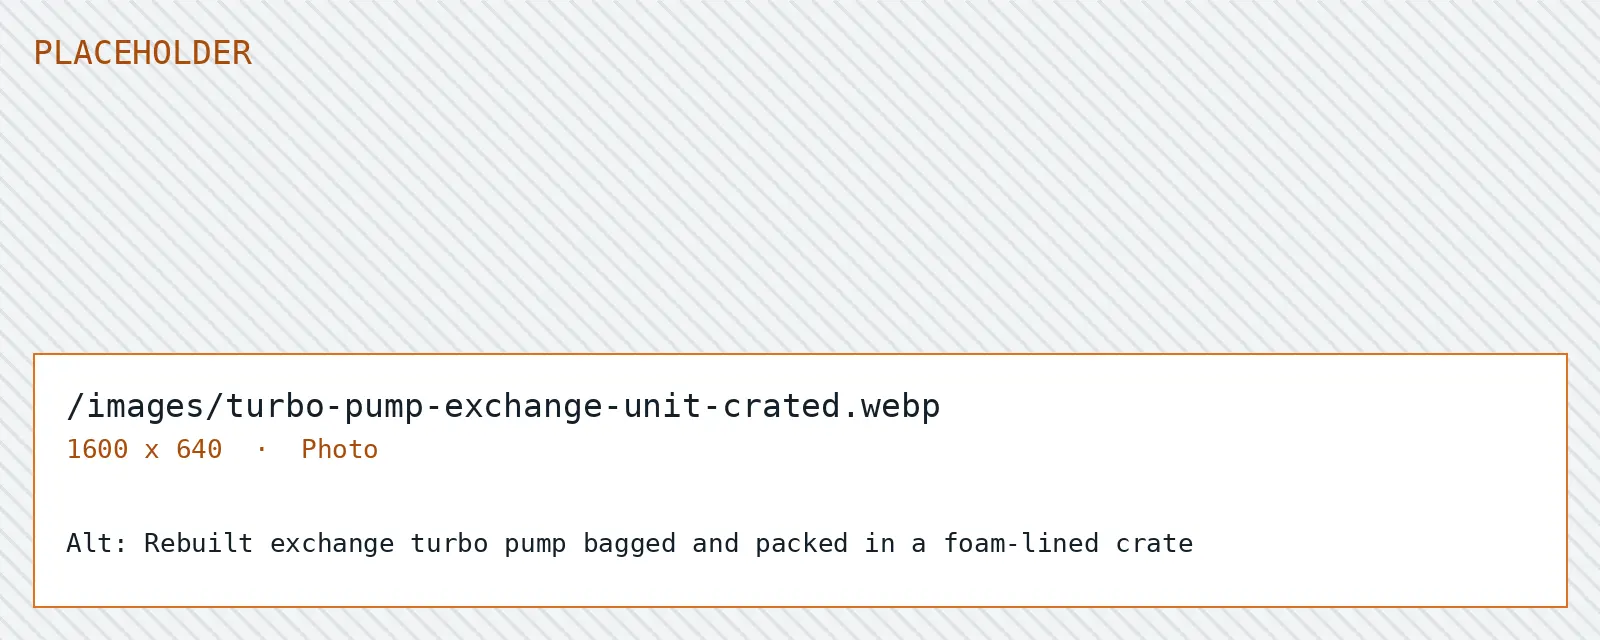 PLACEHOLDER
/images/turbo-pump-exchange-unit-crated.webp
1600 x 640 · Photo
Alt: Rebuilt exchange turbo pump bagged and packed in a foam-lined crate